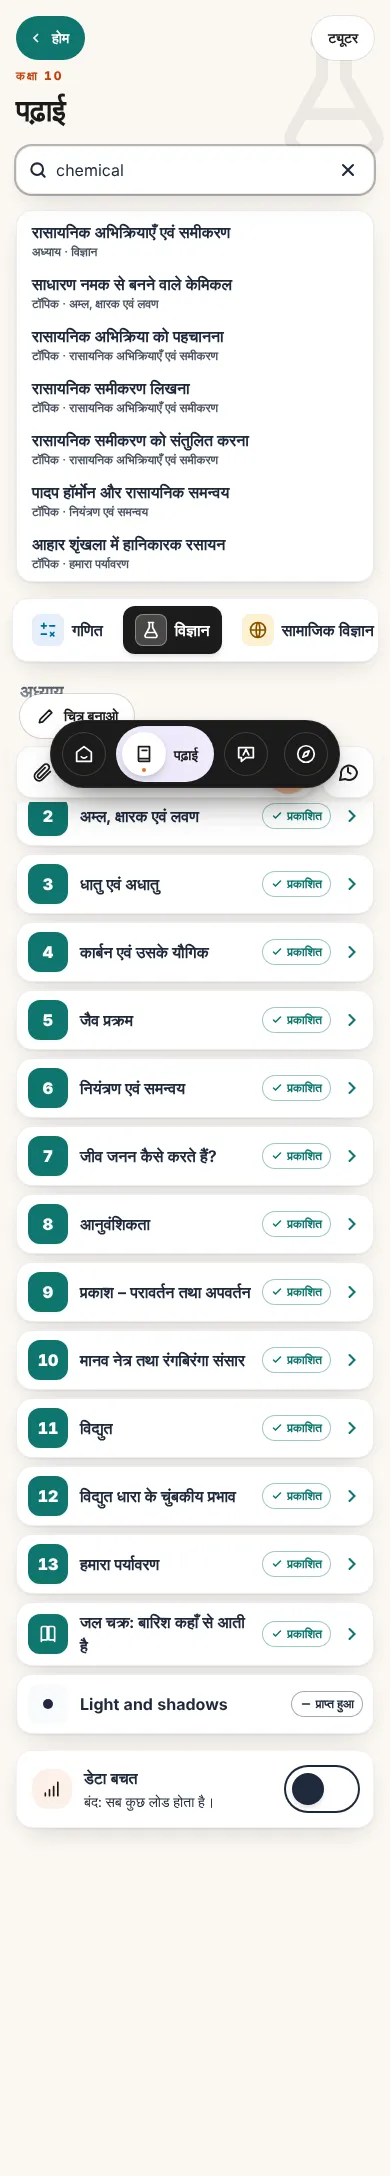 होम
ट्यूटर
कक्षा 10
पढ़ाई
chemical
रासायनिक अभिक्रियाएँ एवं समीकरण
अध्याय · विज्ञान
साधारण नमक से बनने वाले केमिकल
टॉपिक · अम्ल, क्षारक एवं लवण
रासायनिक अभिक्रिया को पहचानना
टॉपिक · रासायनिक अभिक्रियाएँ एवं समीकरण
रासायनिक समीकरण लिखना
टॉपिक · रासायनिक अभिक्रियाएँ एवं समीकरण
रासायनिक समीकरण को संतुलित करना
टॉपिक · रासायनिक अभिक्रियाएँ एवं समीकरण
पादप हॉर्मोन और रासायनिक समन्वय
टॉपिक · नियंत्रण एवं समन्वय
आहार शृंखला में हानिकारक रसायन
टॉपिक · हमारा पर्यावरण
गणित विज्ञान सामाजिक विज्ञान
अध्याय
चित्र बनाओ
पढ़ाई
2 अम्ल, क्षारक एवं लवण प्रकाशित
3 धातु एवं अधातु प्रकाशित
4 कार्बन एवं उसके यौगिक प्रकाशित
5 जैव प्रक्रम प्रकाशित
6 नियंत्रण एवं समन्वय प्रकाशित
7 जीव जनन कैसे करते हैं? प्रकाशित
8 आनुवंशिकता प्रकाशित
9 प्रकाश – परावर्तन तथा अपवर्तन प्रकाशित
10 मानव नेत्र तथा रंगबिरंगा संसार प्रकाशित
11 विद्युत प्रकाशित
12 विद्युत धारा के चुंबकीय प्रभाव प्रकाशित
13 हमारा पर्यावरण प्रकाशित
जल चक्र: बारिश कहाँ से आती
है
प्रकाशित
Light and shadows – प्राप्त हुआ
डेटा बचत
बंद: सब कुछ लोड होता है।